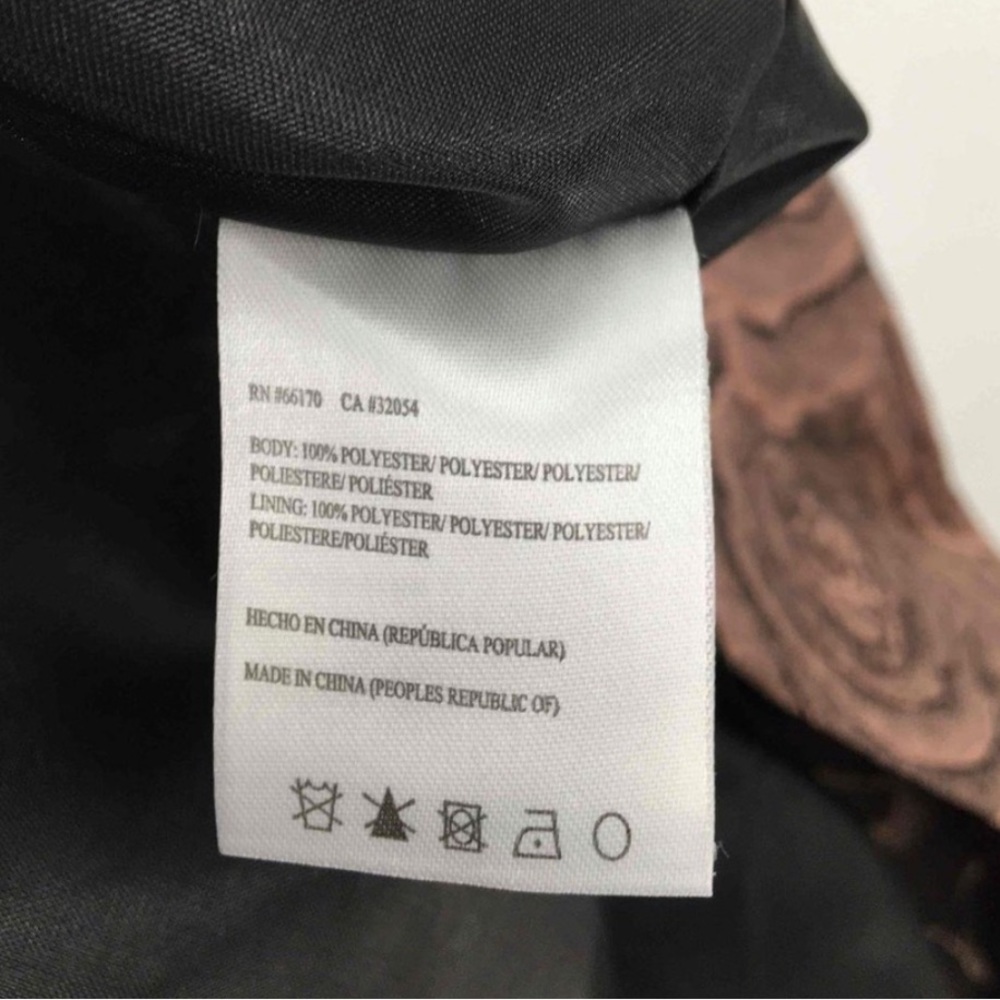 RN #66170 CA #32054
BODY: 100% POLYESTER/ POLYESTER/ POLYESTER/
POLIESTERE/ POLIÉSTER
LINING: 100% POLYESTER/ POLYESTER/ POLYESTER/
POLIESTERE/POLIÉSTER
HECHO EN CHINA (REPÚBLICA POPULAR)
MADE IN CHINA (PEOPLES REPUBLIC OF)